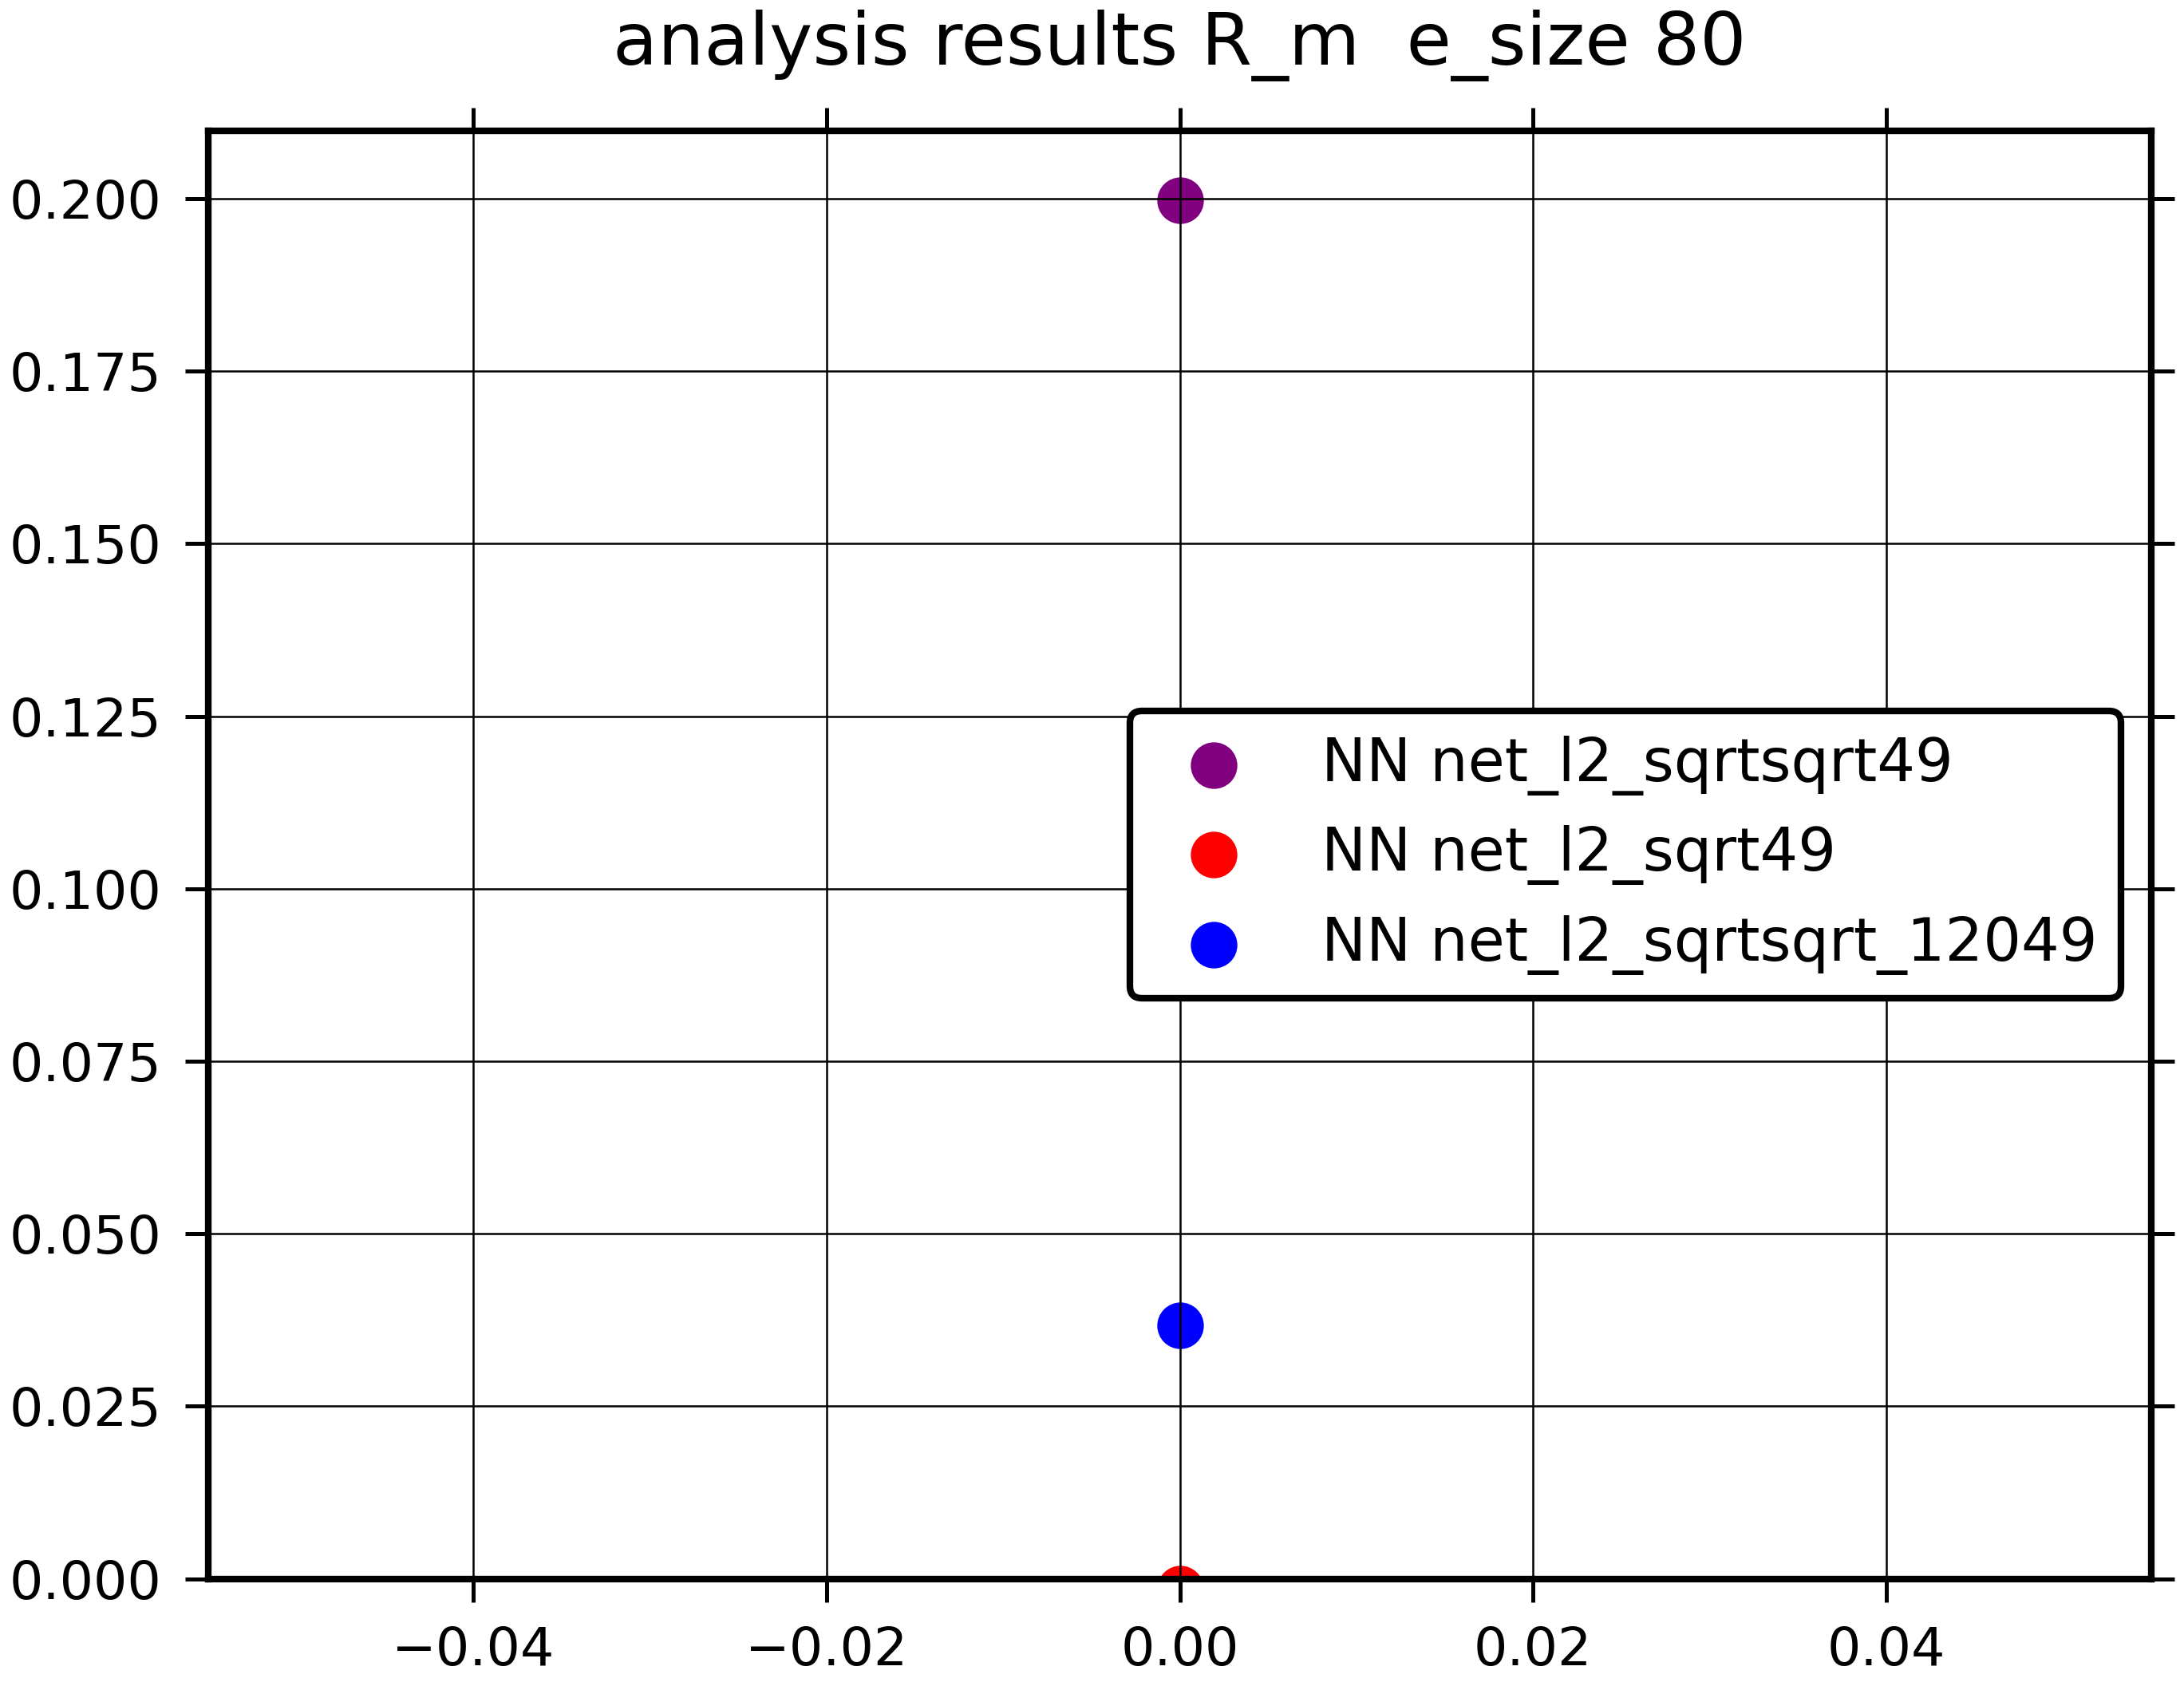 analysis results R_m  e_size 80
0.200
0.175
0.150
0.125
0.100
0.075
0.050
0.025
0.000
NN net_l2_sqrtsqrt49
NN net_l2_sqrt49
NN net_l2_sqrtsqrt_12049
−0.04 −0.02 0.00 0.02 0.04